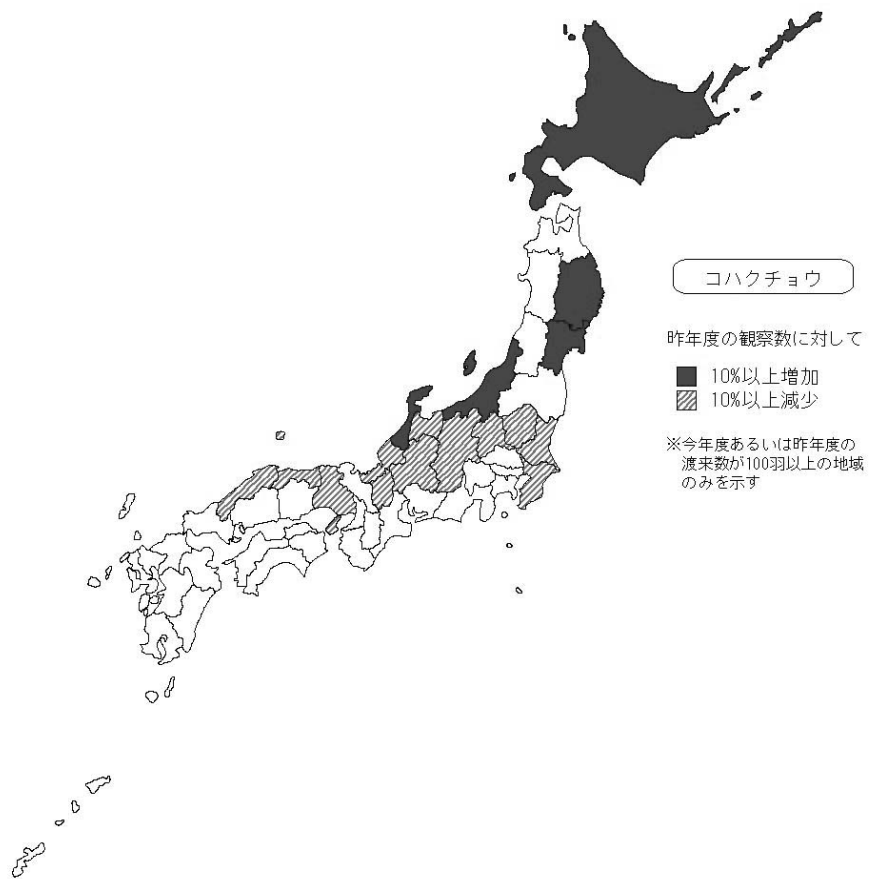 コハクチョウ
昨年度の観察数に対して
10%以上増加
10%以上減少
※今年度あるいは昨年度の
渡来数が100羽以上の地域
のみを示す